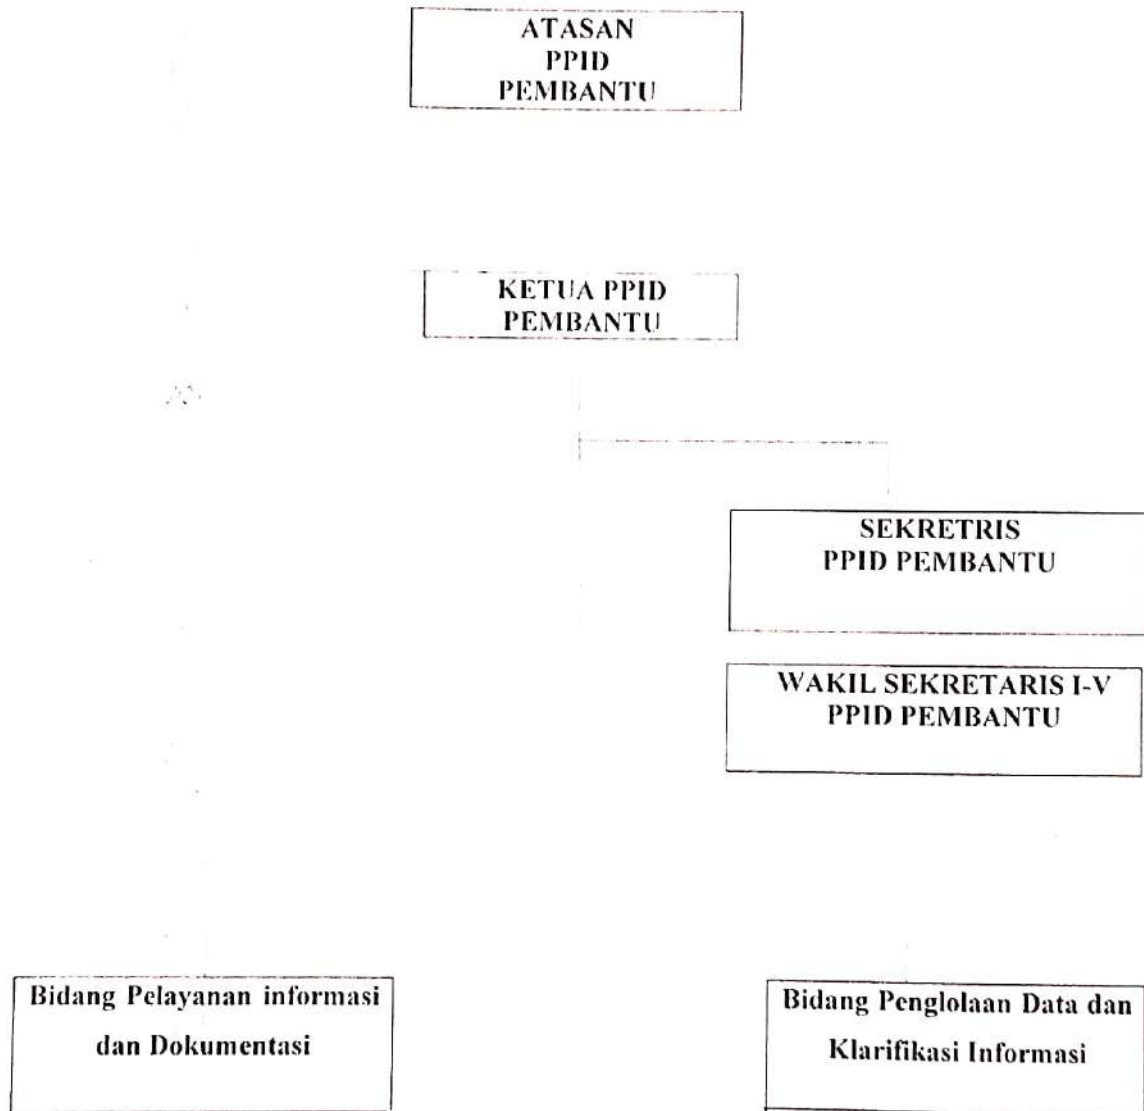 ATASAN
PPID
PEMBANTU
KETUA PPID
PEMBANTU
SEKRETRIS
PPID PEMBANTU
WAKIL SEKRETARIS I-V
PPID PEMBANTU
Bidang Pelayanan informasi
dan Dokumentasi
Bidang Penglolaan Data dan
Klarifikasi Informasi